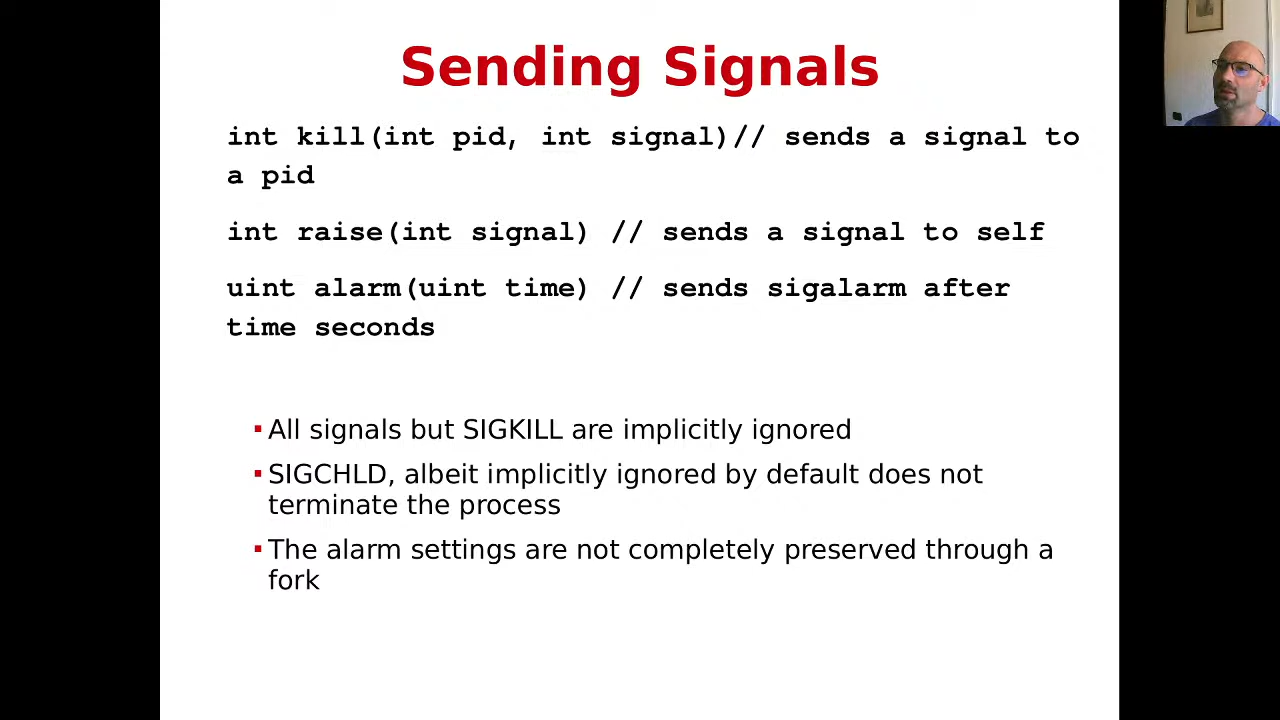 Sending Signals
int kill(int pid, int signal)// sends a signal to
a pid
int raise(int signal) // sends a signal to self
uint alarm(uint time) // sends sigalarm after
time seconds
▪All signals but SIGKILL are implicitly ignored
▪SIGCHLD, albeit implicitly ignored by default does not
terminate the process
▪The alarm settings are not completely preserved through a
fork